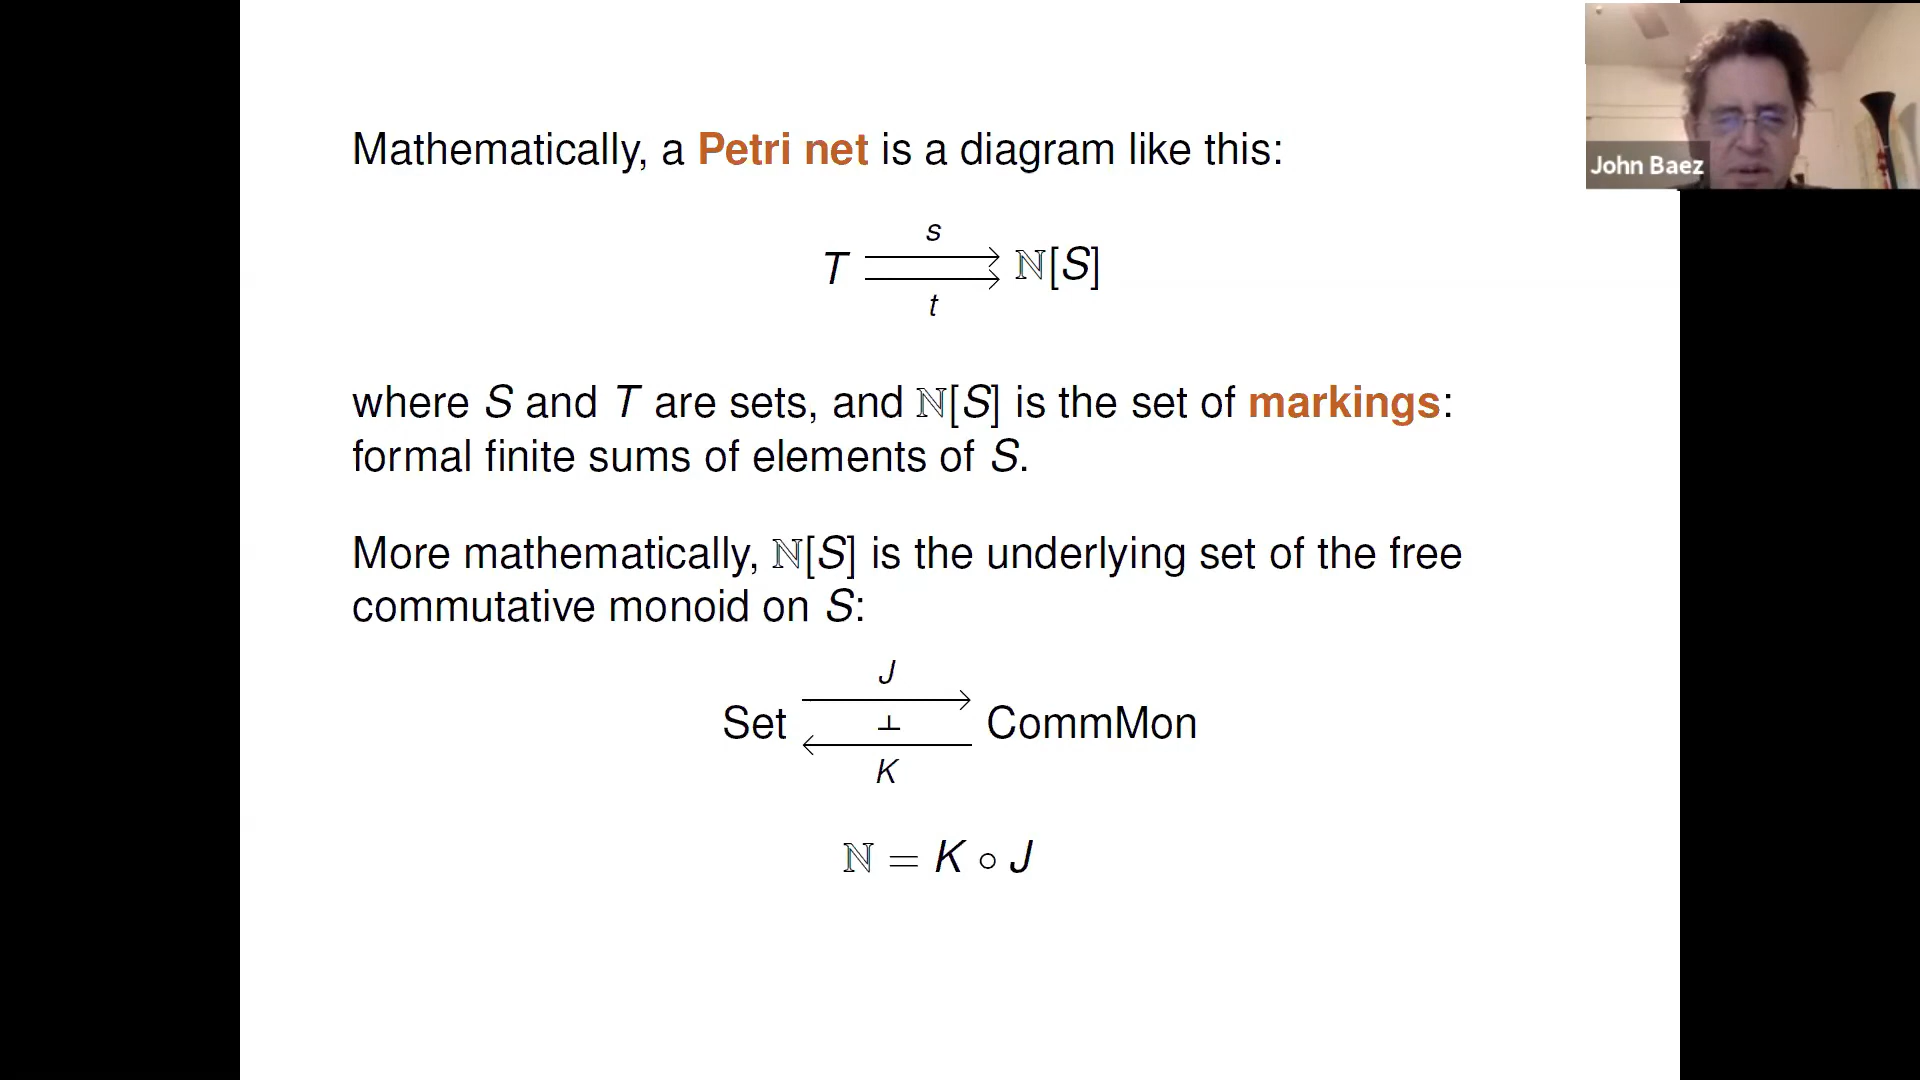 Mathematically, a Petri net is a diagram like this:
John Baez
s
T ⇉ ℕ[S]
t
where S and T are sets, and ℕ[S] is the set of markings:
formal finite sums of elements of S.
More mathematically, ℕ[S] is the underlying set of the free
commutative monoid on S:
J
Set ⊥ CommMon
K
ℕ = K ∘ J